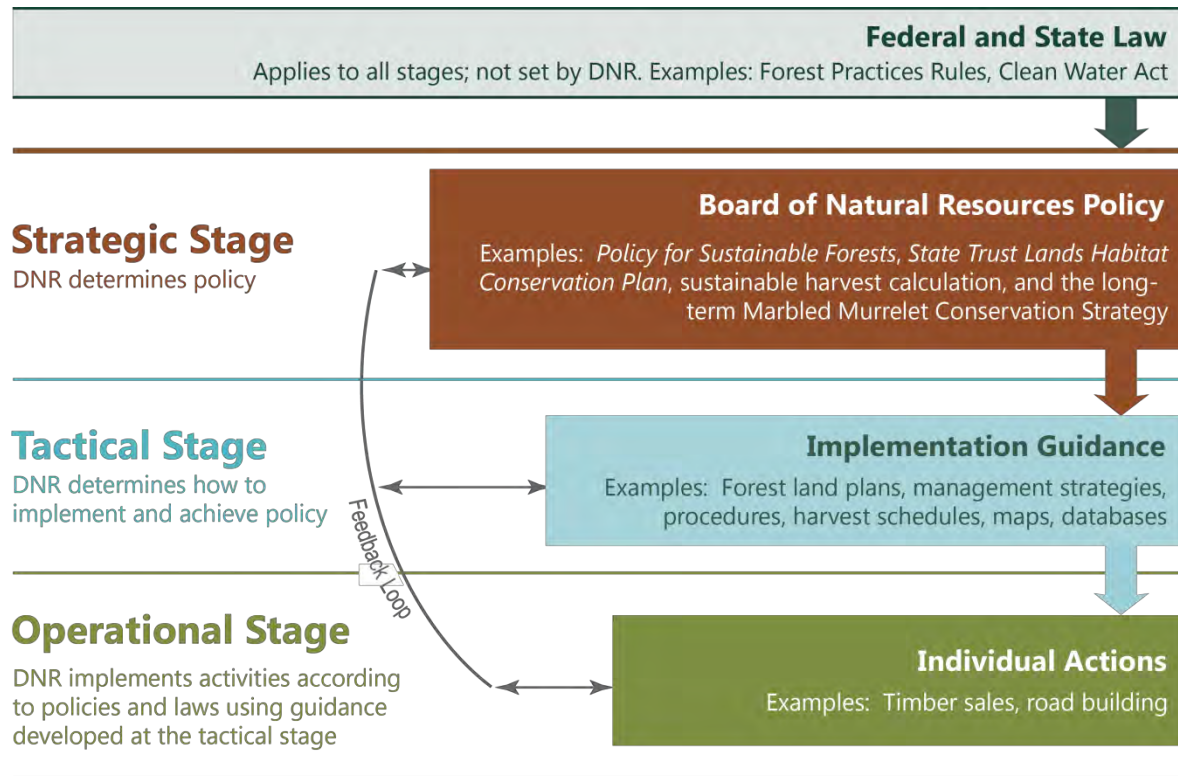 Federal and State Law
Applies to all stages; not set by DNR. Examples: Forest Practices Rules, Clean Water Act
Strategic Stage
DNR determines policy
Board of Natural Resources Policy
Examples: Policy for Sustainable Forests, State Trust Lands Habitat
Conservation Plan, sustainable harvest calculation, and the long-
term Marbled Murrelet Conservation Strategy
Tactical Stage
DNR determines how to
implement and achieve policy
Implementation Guidance
Examples: Forest land plans, management strategies,
procedures, harvest schedules, maps, databases
Feedback Loop
Operational Stage
DNR implements activities according
to policies and laws using guidance
developed at the tactical stage
Individual Actions
Examples: Timber sales, road building